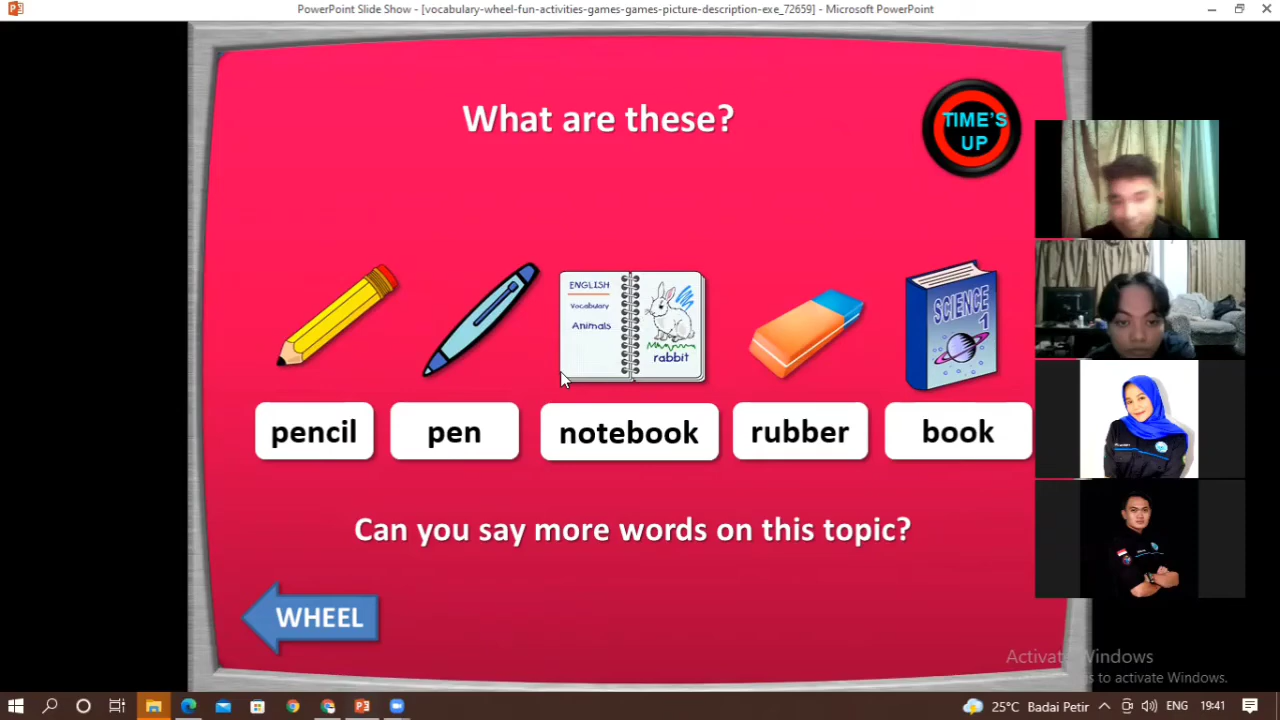 PowerPoint Slide Show - [vocabulary-wheel-fun-activities-games-games-picture-description-exe_72659] - Microsoft PowerPoint
What are these?
TIME'S
UP
ENGLISH
Vocabulary
Animals
rabbit
SCIENCE
1
pencil
pen
notebook
rubber
book
Can you say more words on this topic?
WHEEL
Activate Windows
to activate Windows.
25°C Badai Petir
ENG
19:41